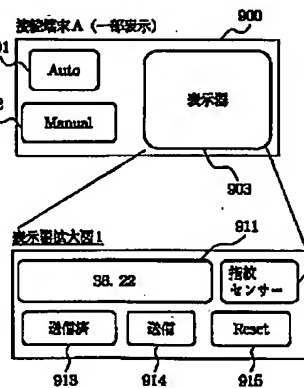 接続端末A（一部表示）
900
01
Auto
表示器
2
Manual
903
表示器拡大図1
911
38. 22
指紋
センサー
送信済
送信
Reset
913
914
915